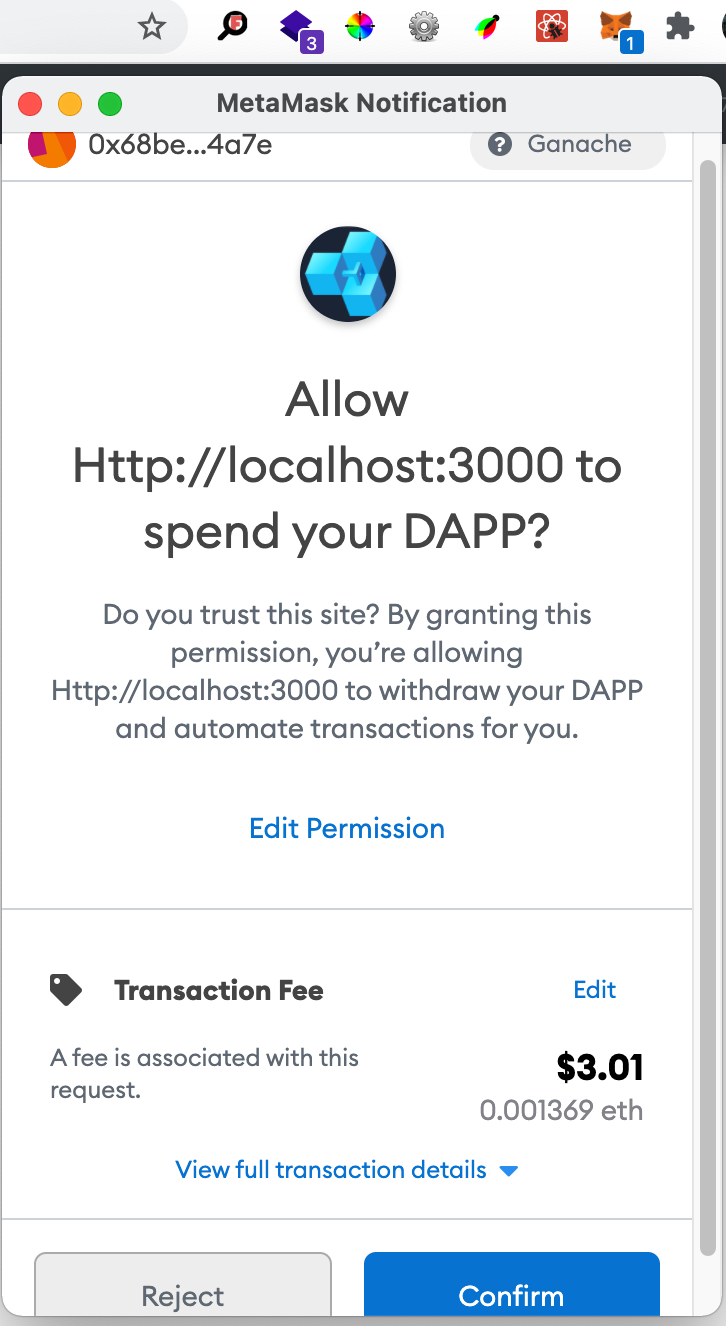 5
3
1
MetaMask Notification
0x68be...4a7e
? Ganache
Allow
Http://localhost:3000 to
spend your DAPP?
Do you trust this site? By granting this
permission, you’re allowing
Http://localhost:3000 to withdraw your DAPP
and automate transactions for you.
Edit Permission
Transaction Fee
Edit
A fee is associated with this
request.
$3.01
0.001369 eth
View full transaction details
Reject
Confirm